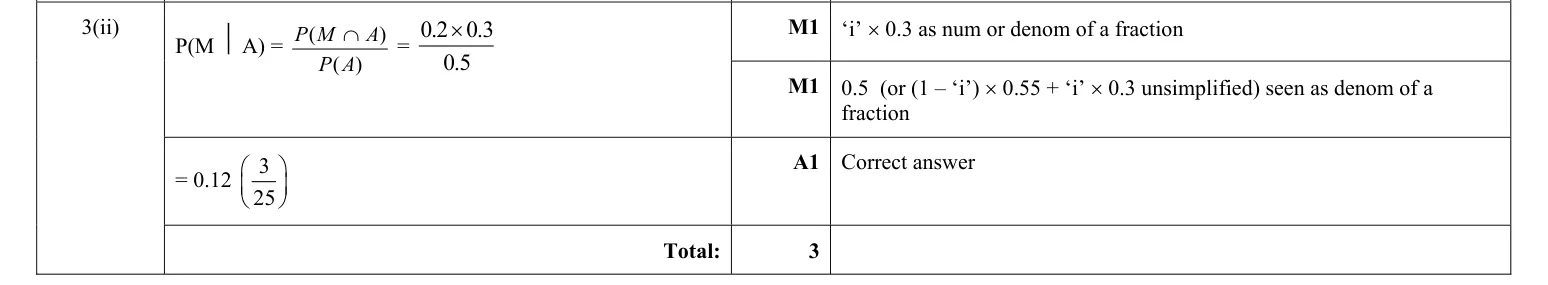 3(ii)
P(M | A) = P(M ∩ A) / P(A) = 0.2 × 0.3 / 0.5
M1
‘i’ × 0.3 as num or denom of a fraction
M1
0.5 (or (1 – ‘i’) × 0.55 + ‘i’ × 0.3 unsimplified) seen as denom of a
fraction
= 0.12 (3/25)
A1
Correct answer
Total:
3